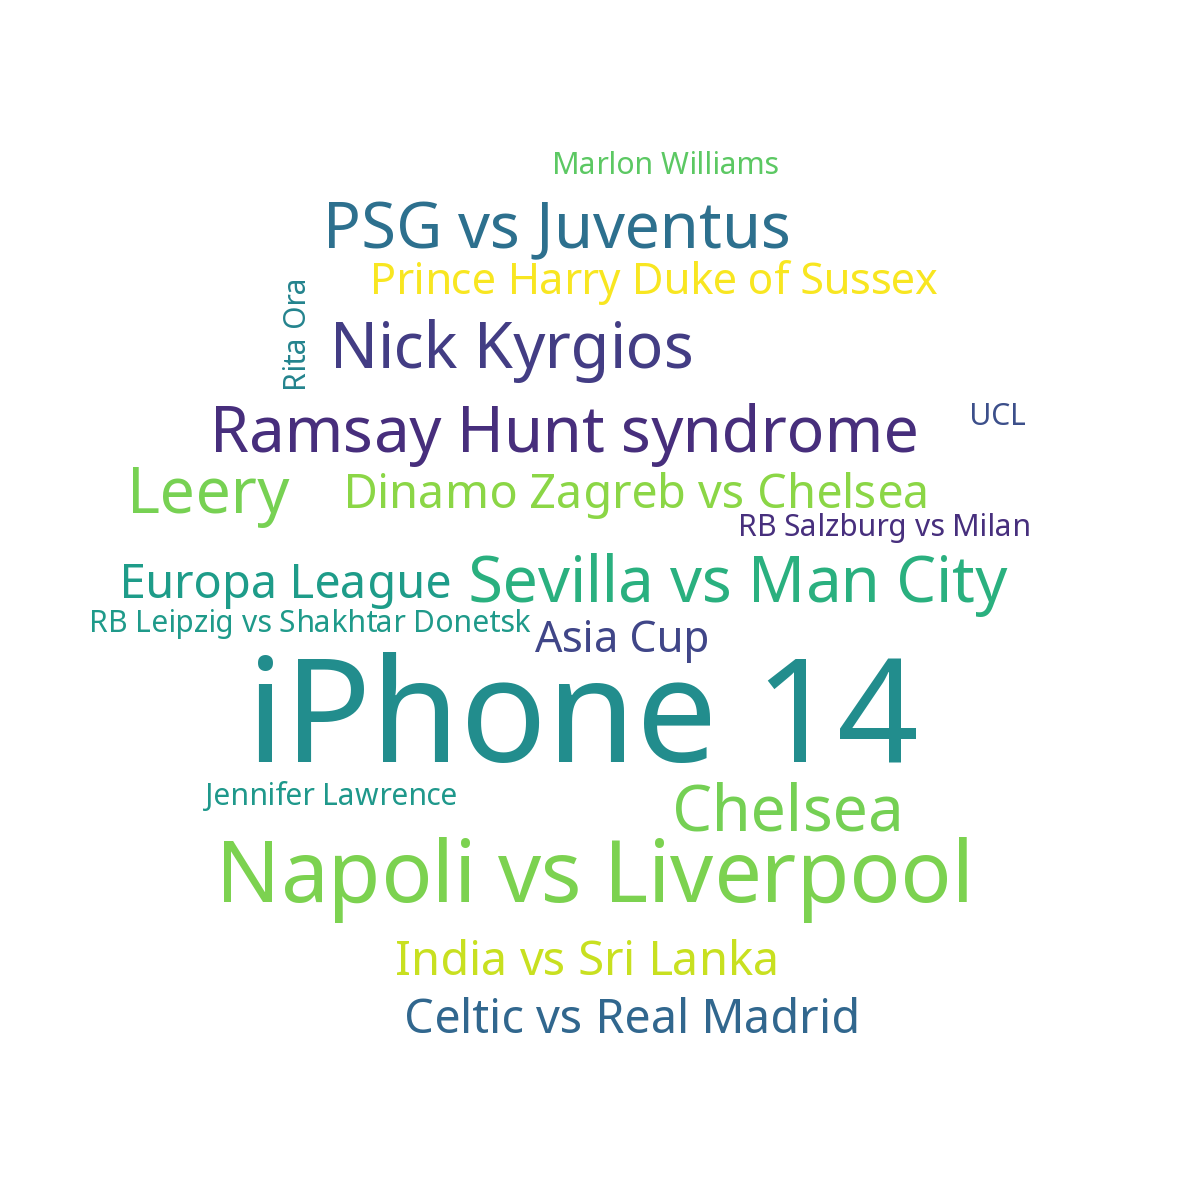 Marlon Williams
PSG vs Juventus
Prince Harry Duke of Sussex
Rita Ora
Nick Kyrgios
Ramsay Hunt syndrome
UCL
Leery
Dinamo Zagreb vs Chelsea
RB Salzburg vs Milan
Europa League
Sevilla vs Man City
RB Leipzig vs Shakhtar Donetsk
Asia Cup
iPhone 14
Jennifer Lawrence
Chelsea
Napoli vs Liverpool
India vs Sri Lanka
Celtic vs Real Madrid